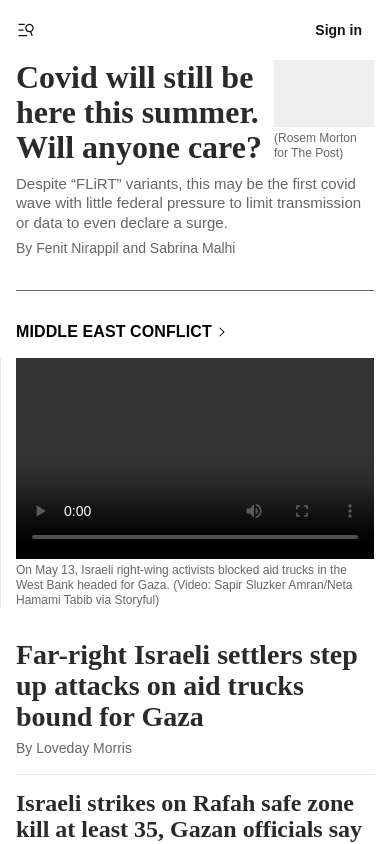 Sign in
Covid will still be
here this summer.
Will anyone care?
(Rosem Morton
for The Post)
Despite “FLiRT” variants, this may be the first covid
wave with little federal pressure to limit transmission
or data to even declare a surge.
By Fenit Nirappil and Sabrina Malhi
MIDDLE EAST CONFLICT
0:00
On May 13, Israeli right-wing activists blocked aid trucks in the
West Bank headed for Gaza. (Video: Sapir Sluzker Amran/Neta
Hamami Tabib via Storyful)
Far-right Israeli settlers step
up attacks on aid trucks
bound for Gaza
By Loveday Morris
Israeli strikes on Rafah safe zone
kill at least 35, Gazan officials say